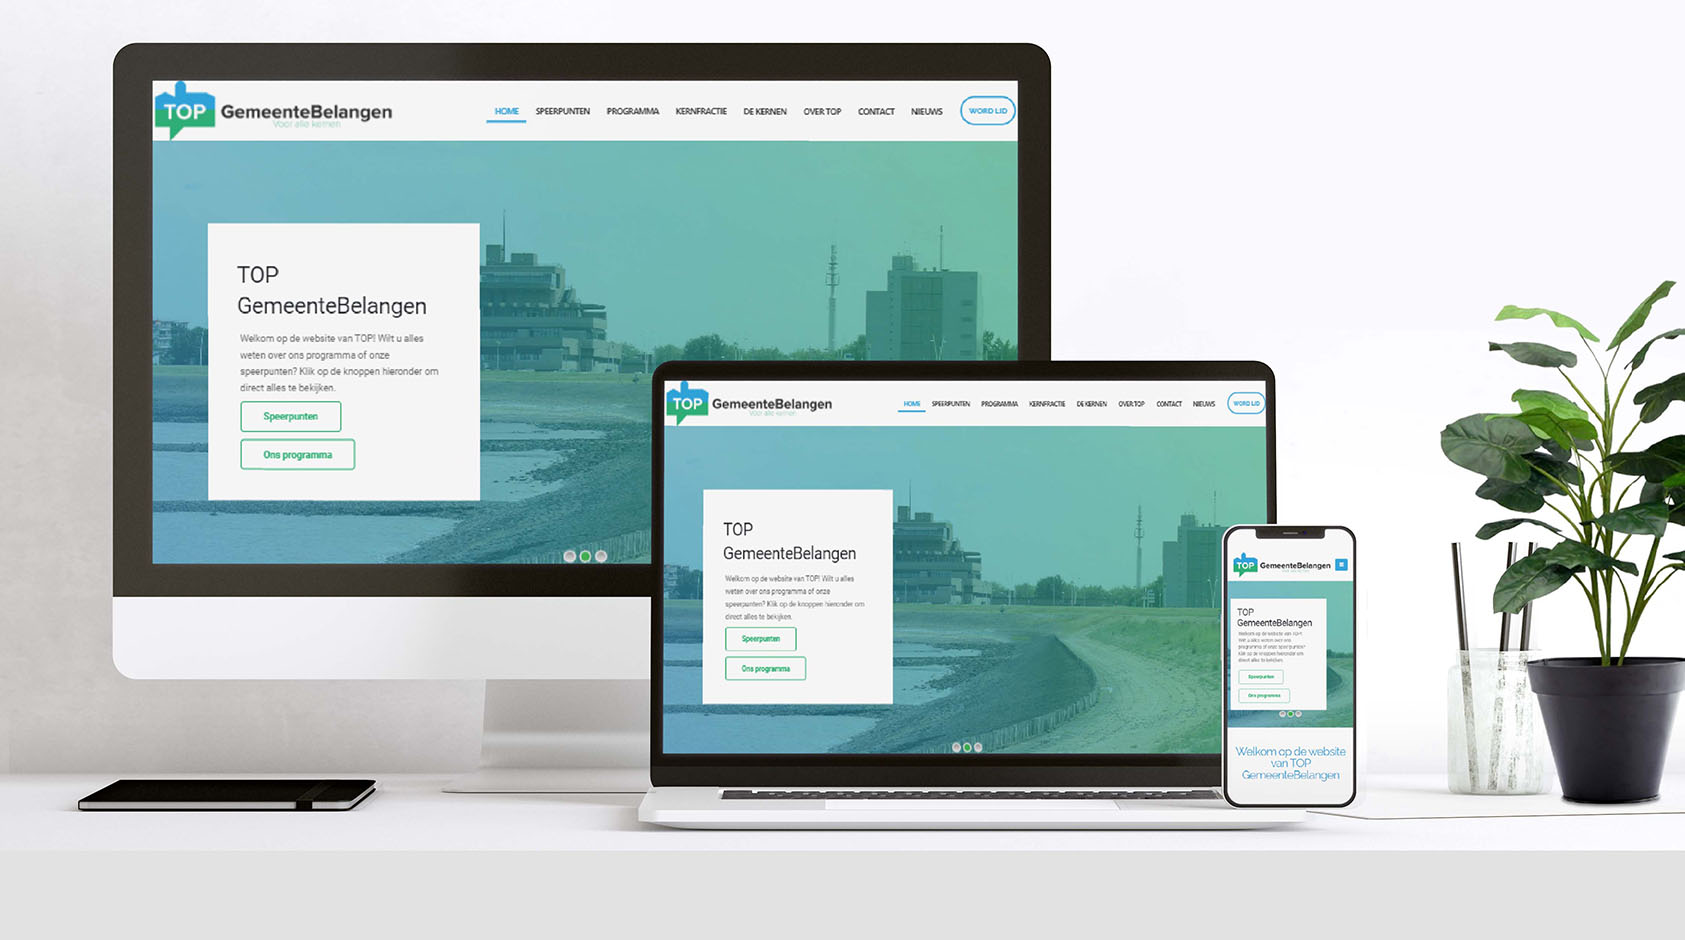 TOP GemeenteBelangen
Voor alle kernen
HOME SPEERPUNTEN PROGRAMMA KERNFRACTIE DE KERNEN OVER TOP CONTACT NIEUWS WORD LID
TOP
GemeenteBelangen
Welkom op de website van TOP! Wilt u alles
weten over ons programma of onze
speerpunten? Klik op de knoppen hieronder om
direct alles te bekijken.
Speerpunten
Ons programma
TOP GemeenteBelangen
Voor alle kernen
HOME SPEERPUNTEN PROGRAMMA KERNFRACTIE DE KERNEN OVER TOP CONTACT NIEUWS WORD LID
TOP
GemeenteBelangen
Welkom op de website van TOP! Wilt u alles
weten over ons programma of onze
speerpunten? Klik op de knoppen hieronder om
direct alles te bekijken.
Speerpunten
Ons programma
TOP GemeenteBelangen
TOP
GemeenteBelangen
Welkom op de website van TOP!
Wilt u alles weten over ons
programma of onze speerpunten?
Klik op de knoppen hieronder om
direct alles te bekijken.
Speerpunten
Ons programma
Welkom op de website
van TOP
GemeenteBelangen